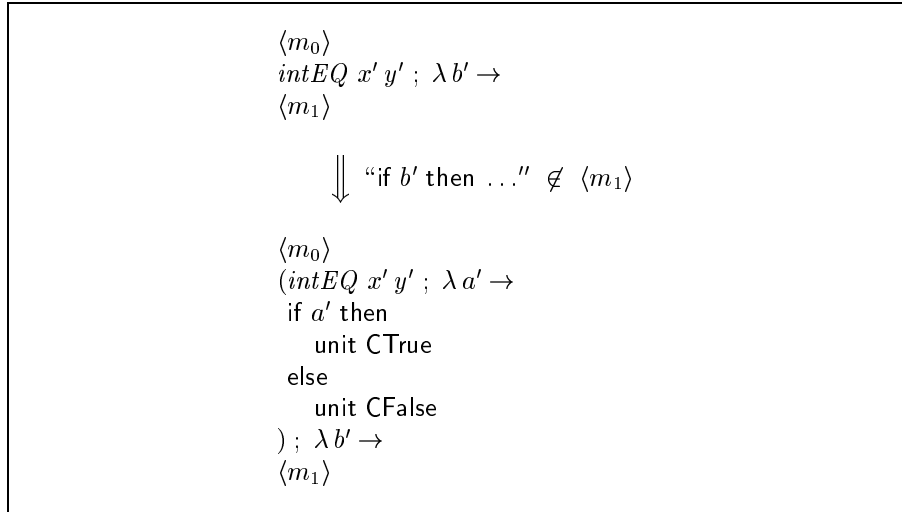 ⟨m₀⟩
intEQ x′ y′ ; λ b′ →
⟨m₁⟩
⇓ “if b′ then ...″ ∉ ⟨m₁⟩
⟨m₀⟩
(intEQ x′ y′ ; λ a′ →
if a′ then
unit CTrue
else
unit CFalse
) ; λ b′ →
⟨m₁⟩